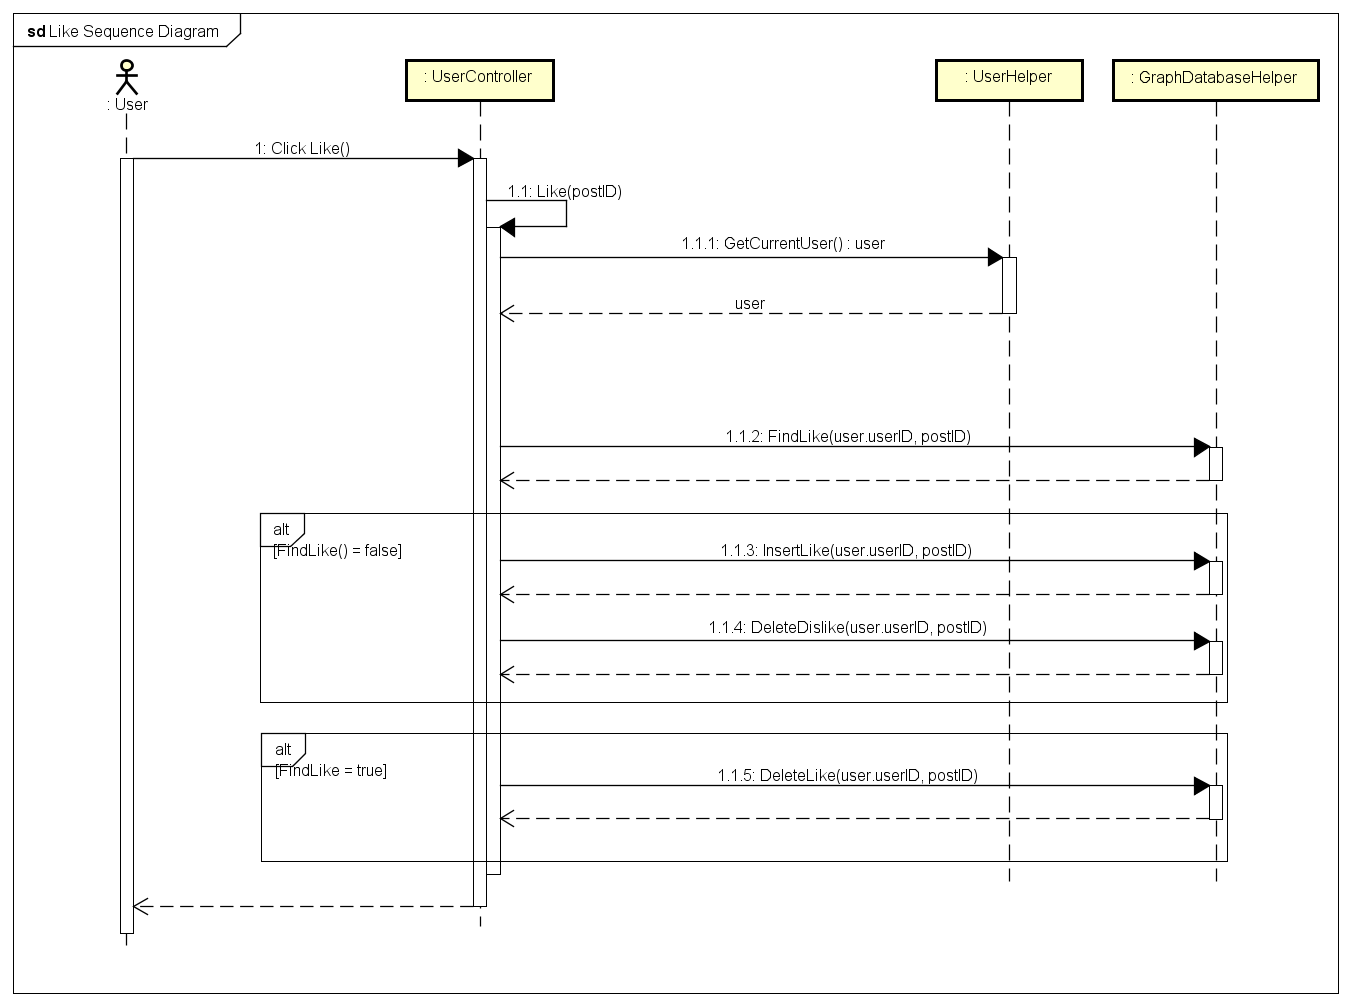 sd Like Sequence Diagram
: User
: UserController
: UserHelper
: GraphDatabaseHelper
1: Click Like()
1.1: Like(postID)
1.1.1: GetCurrentUser() : user
user
1.1.2: FindLike(user.userID, postID)
alt
[FindLike() = false]
1.1.3: InsertLike(user.userID, postID)
1.1.4: DeleteDislike(user.userID, postID)
alt
[FindLike = true]
1.1.5: DeleteLike(user.userID, postID)